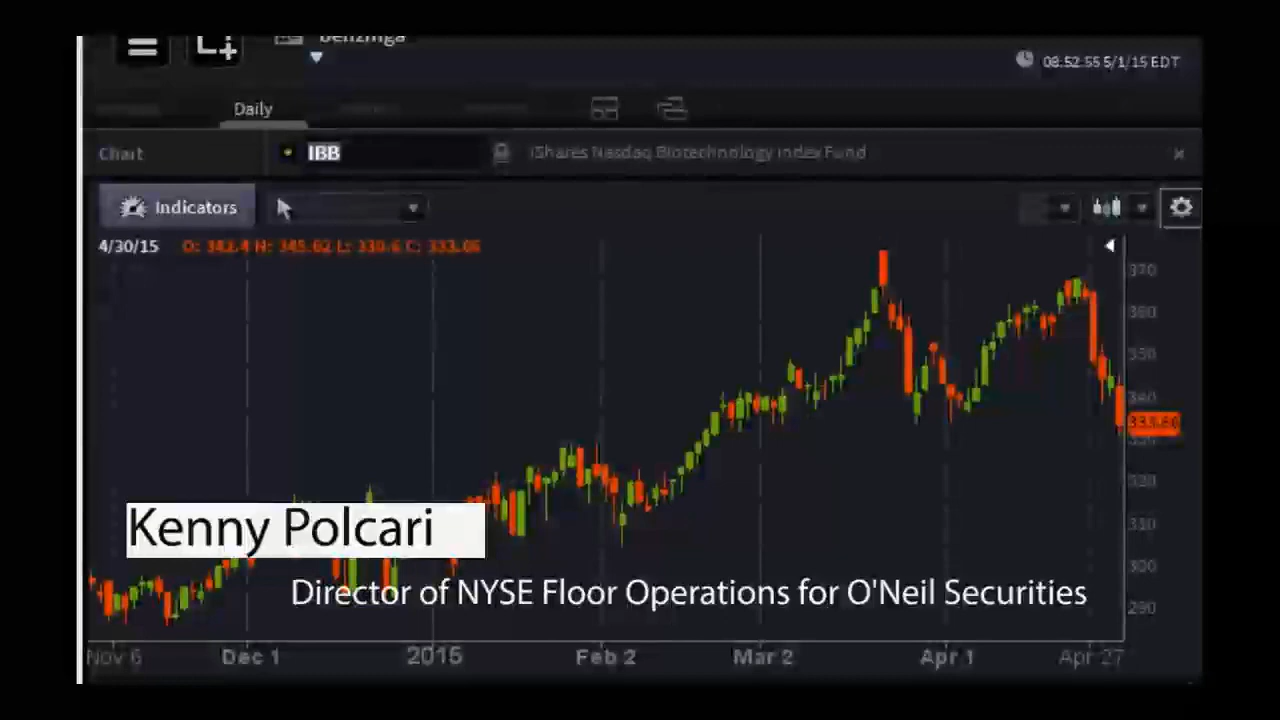 benzinga
08:52:55 5/1/15 EDT
Daily
Chart
IBB
iShares Nasdaq Biotechnology Index Fund
Indicators
4/30/15
370
360
350
340
320
310
300
290
Kenny Polcari
Director of NYSE Floor Operations for O'Neil Securities
Nov 6 Dec 1 2015 Feb 2 Mar 2 Apr 1 Apr 27